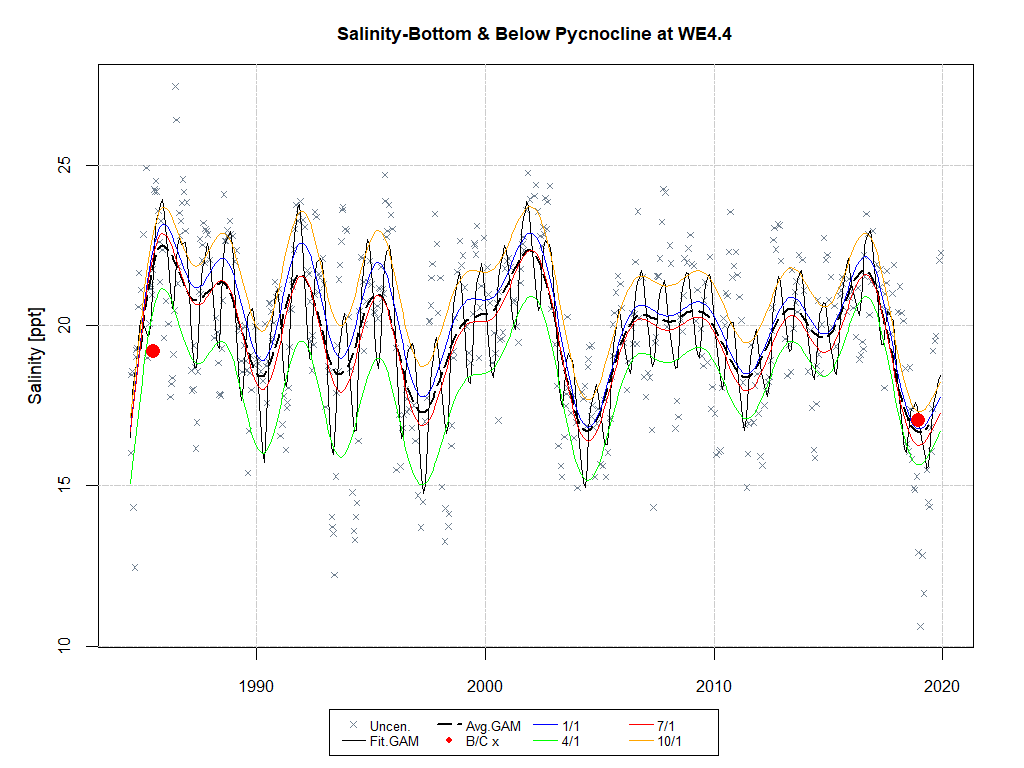 Salinity-Bottom & Below Pycnocline at WE4.4
25
20
15
10
Salinity [ppt]
1990 2000 2010 2020
Uncen. Avg.GAM 1/1 7/1
Fit.GAM B/C x 4/1 10/1